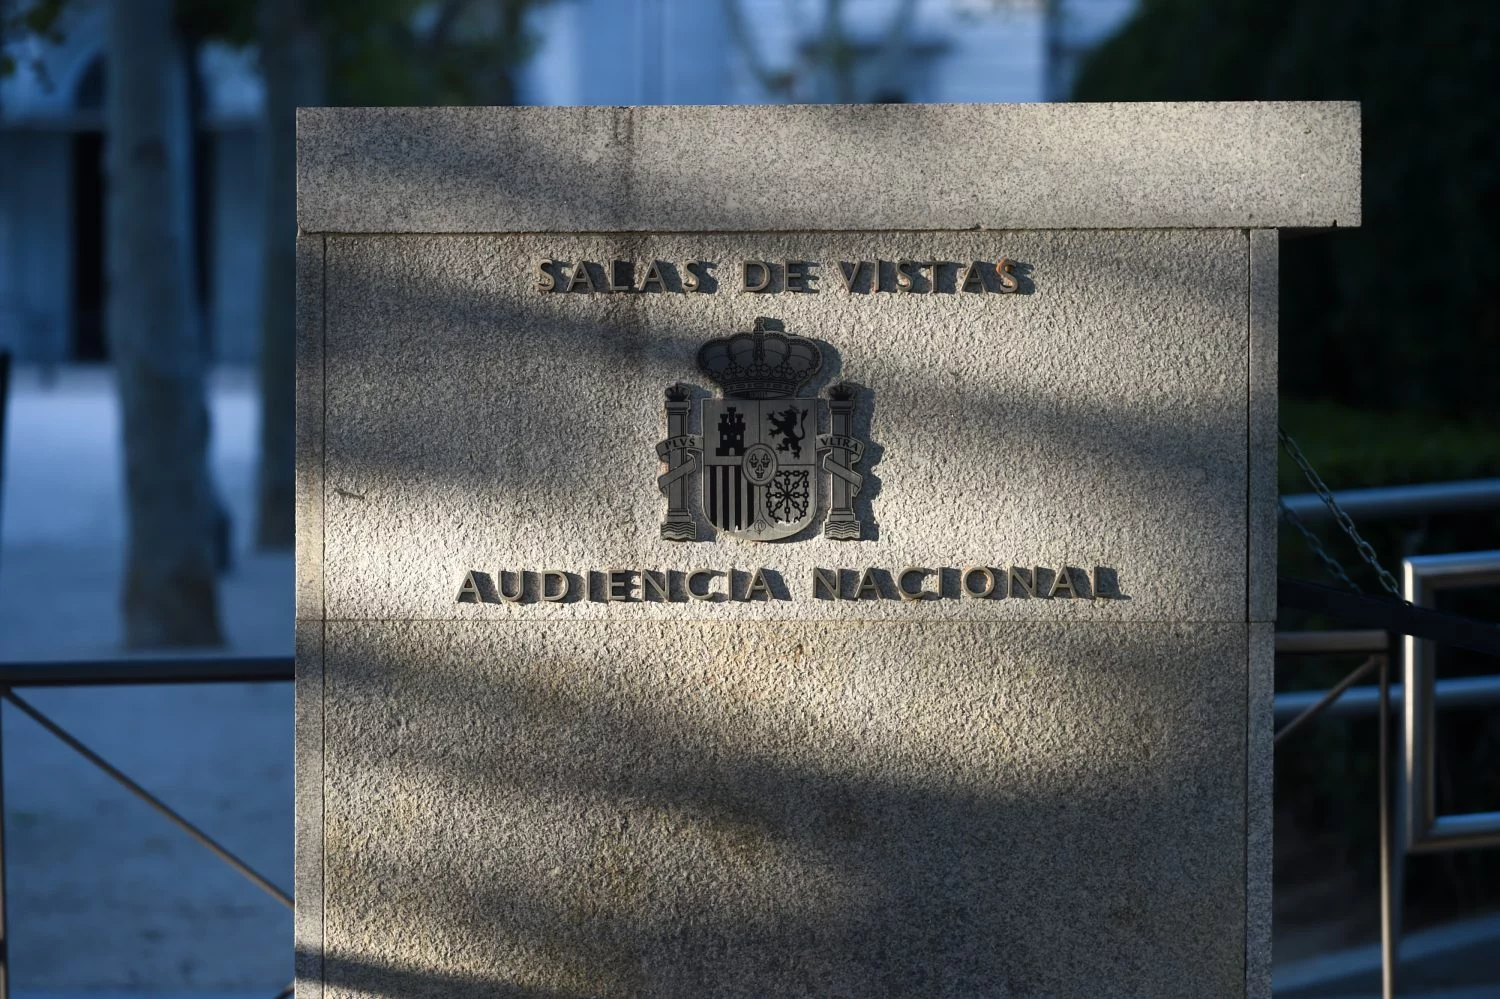 SALAS DE VISTAS
PLVS VLTRA
AUDIENCIA NACIONAL